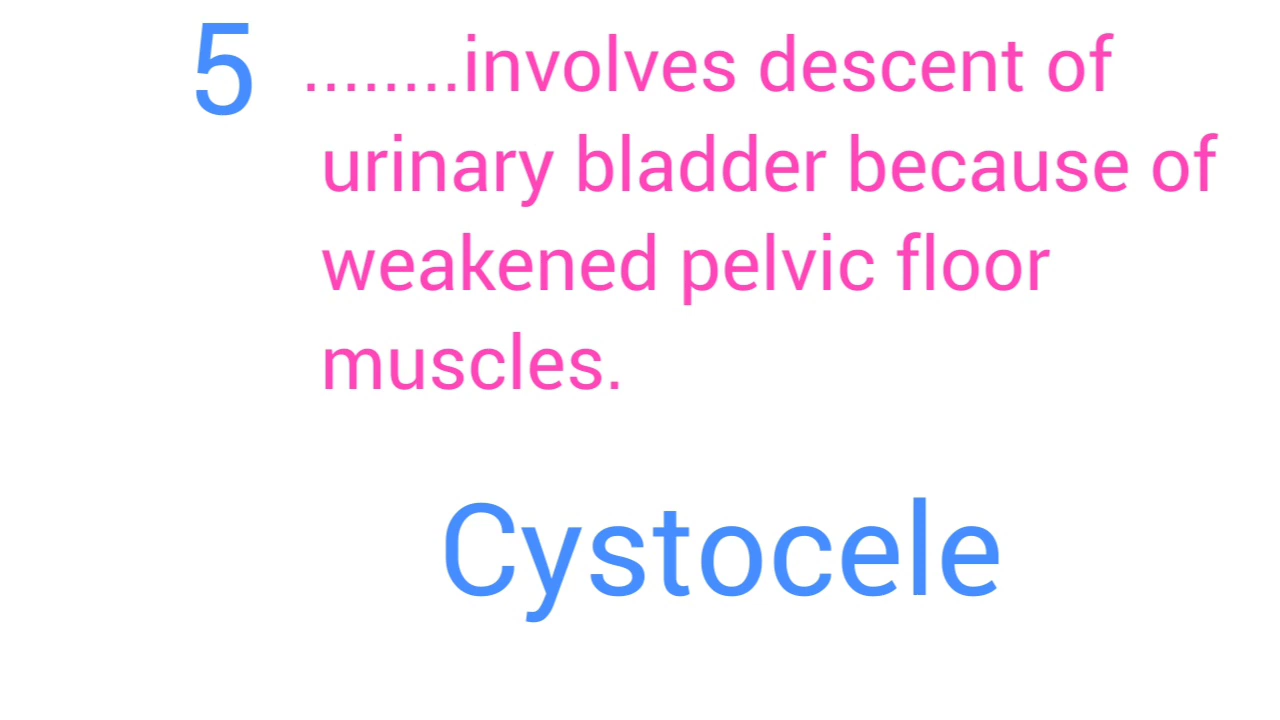 5 ........involves descent of
urinary bladder because of
weakened pelvic floor
muscles.
Cystocele